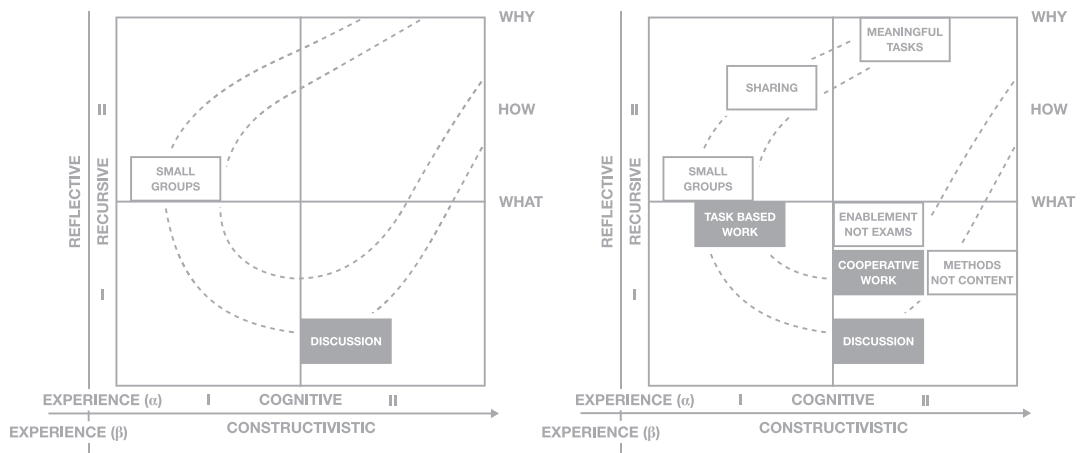 WHY
HOW
WHAT
REFLECTIVE
RECURSIVE
II
I
SMALL
GROUPS
DISCUSSION
EXPERIENCE (α)
I
COGNITIVE
II
EXPERIENCE (β)
CONSTRUCTIVISTIC
WHY
HOW
WHAT
REFLECTIVE
RECURSIVE
II
I
MEANINGFUL
TASKS
SHARING
SMALL
GROUPS
TASK BASED
WORK
ENABLEMENT
NOT EXAMS
COOPERATIVE
WORK
METHODS
NOT CONTENT
DISCUSSION
EXPERIENCE (α)
I
COGNITIVE
II
EXPERIENCE (β)
CONSTRUCTIVISTIC